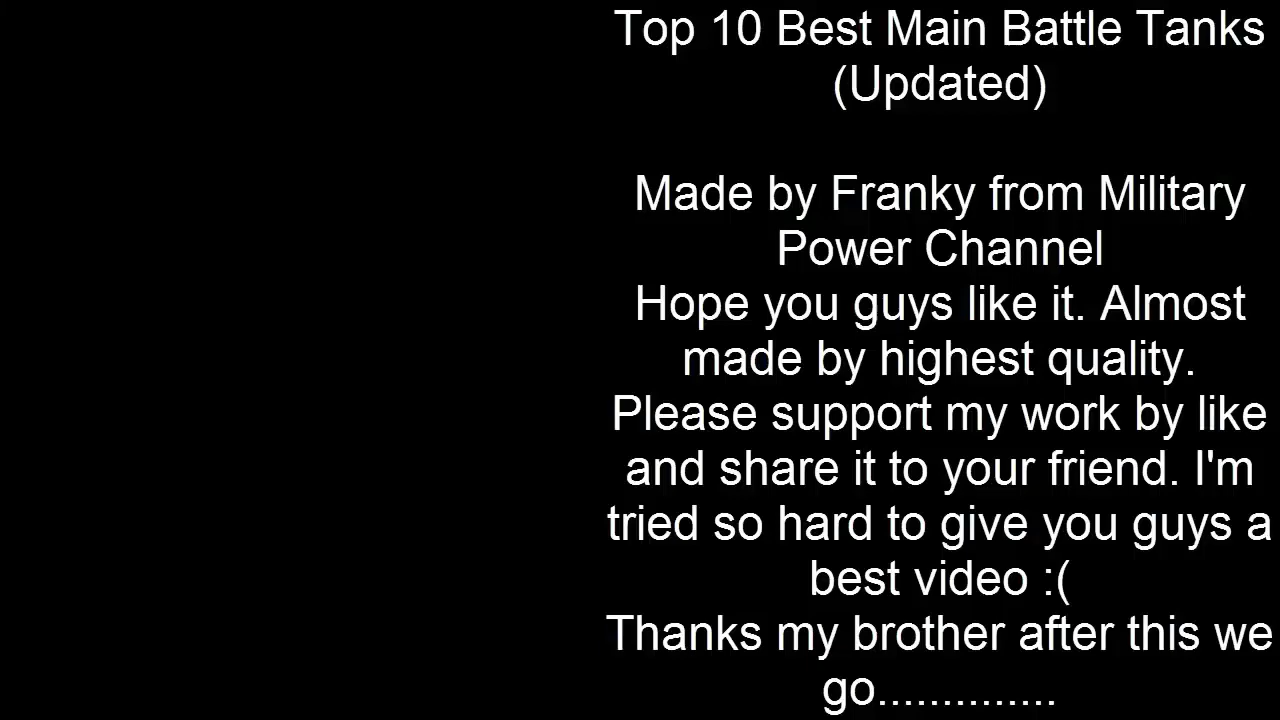 Top 10 Best Main Battle Tanks
(Updated)
Made by Franky from Military
Power Channel
Hope you guys like it. Almost
made by highest quality.
Please support my work by like
and share it to your friend. I'm
tried so hard to give you guys a
best video :(
Thanks my brother after this we
go..............